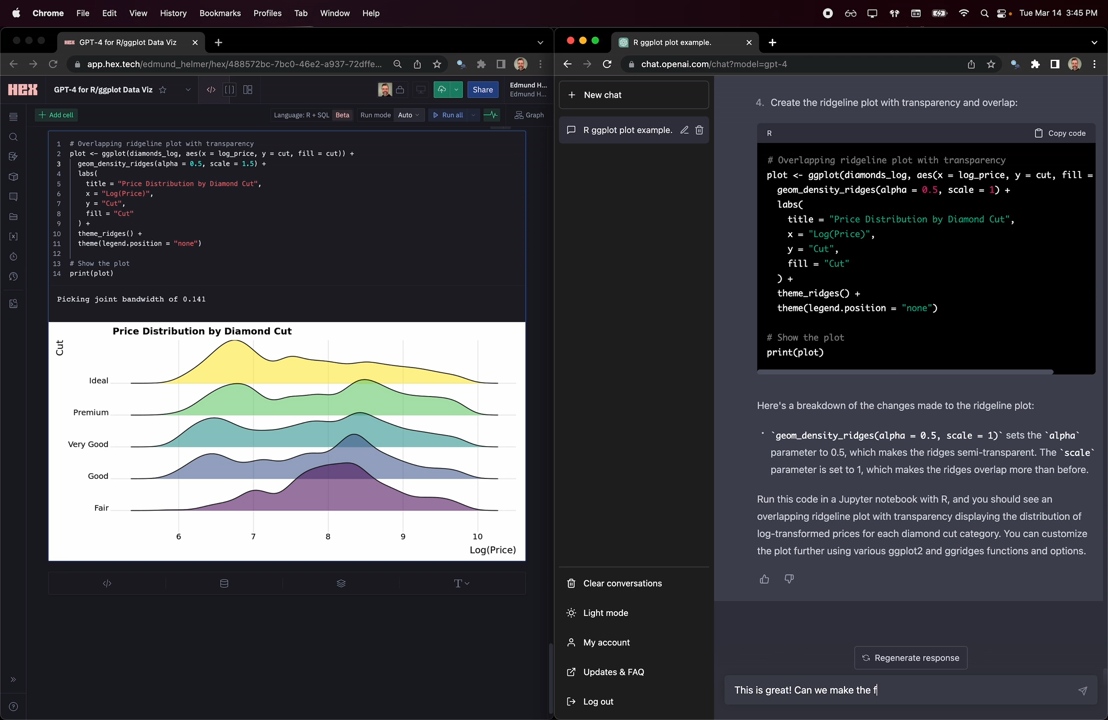 Chrome File Edit View History Bookmarks Profiles Tab Window Help
Tue Mar 14 3:45 PM
GPT-4 for R/ggplot Data Viz
app.hex.tech/edmund_helmer/hex/488572bc-7bc0-46e2-a937-72dffe...
HEX
GPT-4 for R/ggplot Data Viz
Share
Edmund H...
Edmund H...
Add cell
Language: R + SQL Beta Run mode Auto Run all Graph
1 # Overlapping ridgeline plot with transparency
2 plot <- ggplot(diamonds_log, aes(x = log_price, y = cut, fill = cut)) +
3 geom_density_ridges(alpha = 0.5, scale = 1.5) +
4 labs(
5 title = "Price Distribution by Diamond Cut",
6 x = "Log(Price)",
7 y = "Cut",
8 fill = "Cut"
9 ) +
10 theme_ridges() +
11 theme(legend.position = "none")
12
13 # Show the plot
14 print(plot)
Picking joint bandwidth of 0.141
Price Distribution by Diamond Cut
Cut
Ideal
Premium
Very Good
Good
Fair
6 7 8 9 10
Log(Price)
R ggplot plot example.
chat.openai.com/chat?model=gpt-4
New chat
R ggplot plot example.
Clear conversations
Light mode
My account
Updates & FAQ
Log out
4. Create the ridgeline plot with transparency and overlap:
R Copy code
# Overlapping ridgeline plot with transparency
plot <- ggplot(diamonds_log, aes(x = log_price, y = cut, fill =
geom_density_ridges(alpha = 0.5, scale = 1) +
labs(
title = "Price Distribution by Diamond Cut",
x = "Log(Price)",
y = "Cut",
fill = "Cut"
) +
theme_ridges() +
theme(legend.position = "none")
# Show the plot
print(plot)
Here's a breakdown of the changes made to the ridgeline plot:
• `geom_density_ridges(alpha = 0.5, scale = 1)` sets the `alpha`
parameter to 0.5, which makes the ridges semi-transparent. The `scale`
parameter is set to 1, which makes the ridges overlap more than before.
Run this code in a Jupyter notebook with R, and you should see an
overlapping ridgeline plot with transparency displaying the distribution of
log-transformed prices for each diamond cut category. You can customize
the plot further using various ggplot2 and ggridges functions and options.
Regenerate response
This is great! Can we make the f